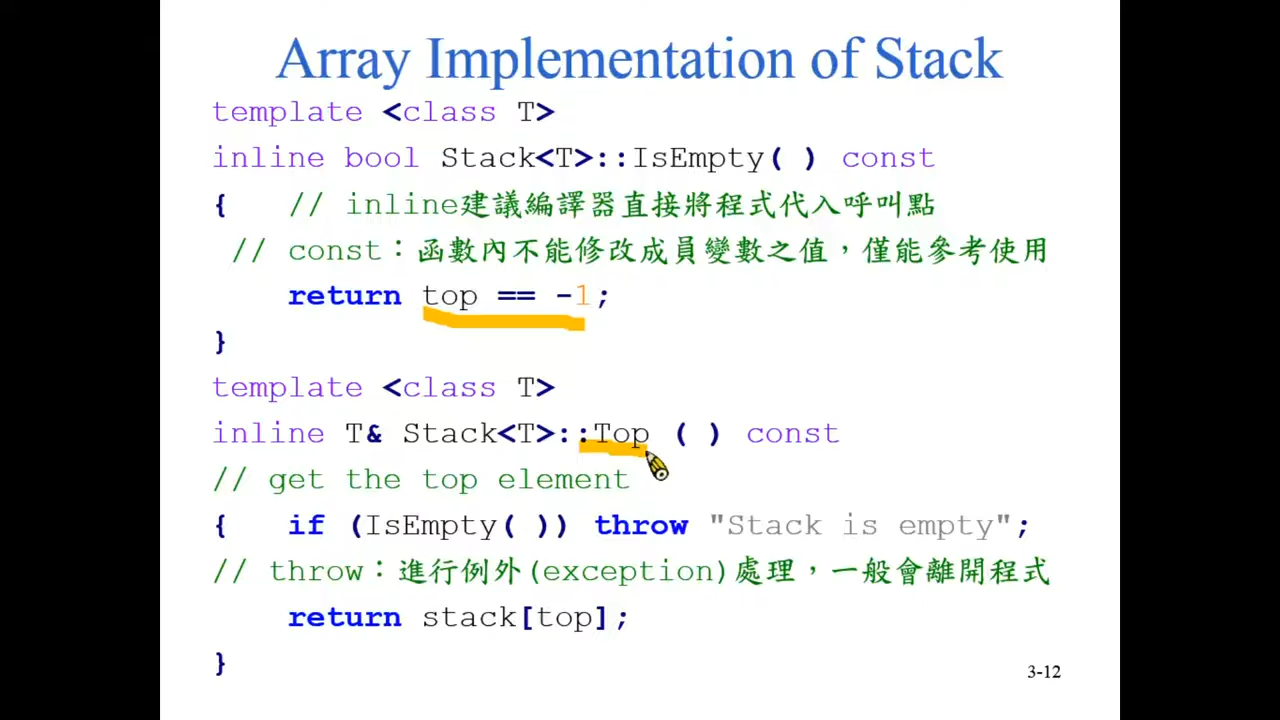 Array Implementation of Stack
template <class T>
inline bool Stack<T>::IsEmpty( ) const
{ // inline建議編譯器直接將程式代入呼叫點
// const：函數內不能修改成員變數之值，僅能參考使用
return top == -1;
}
template <class T>
inline T& Stack<T>::Top ( ) const
// get the top element
{ if (IsEmpty( )) throw "Stack is empty";
// throw：進行例外(exception)處理，一般會離開程式
return stack[top];
}
3-12